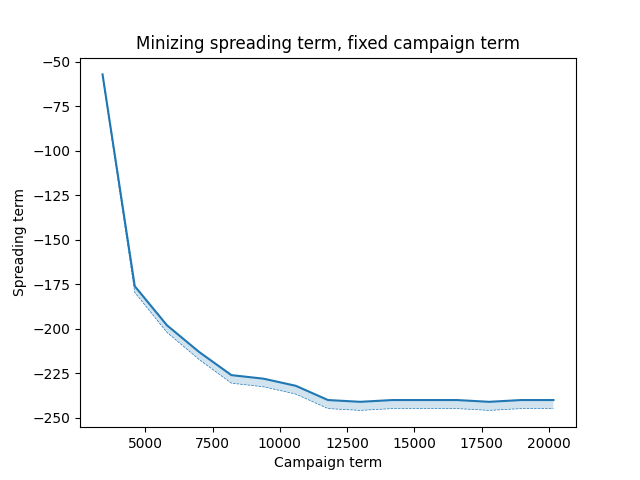 Minizing spreading term, fixed campaign term
−50
−75
−100
−125
−150
−175
−200
−225
−250
Spreading term
5000 7500 10000 12500 15000 17500 20000
Campaign term